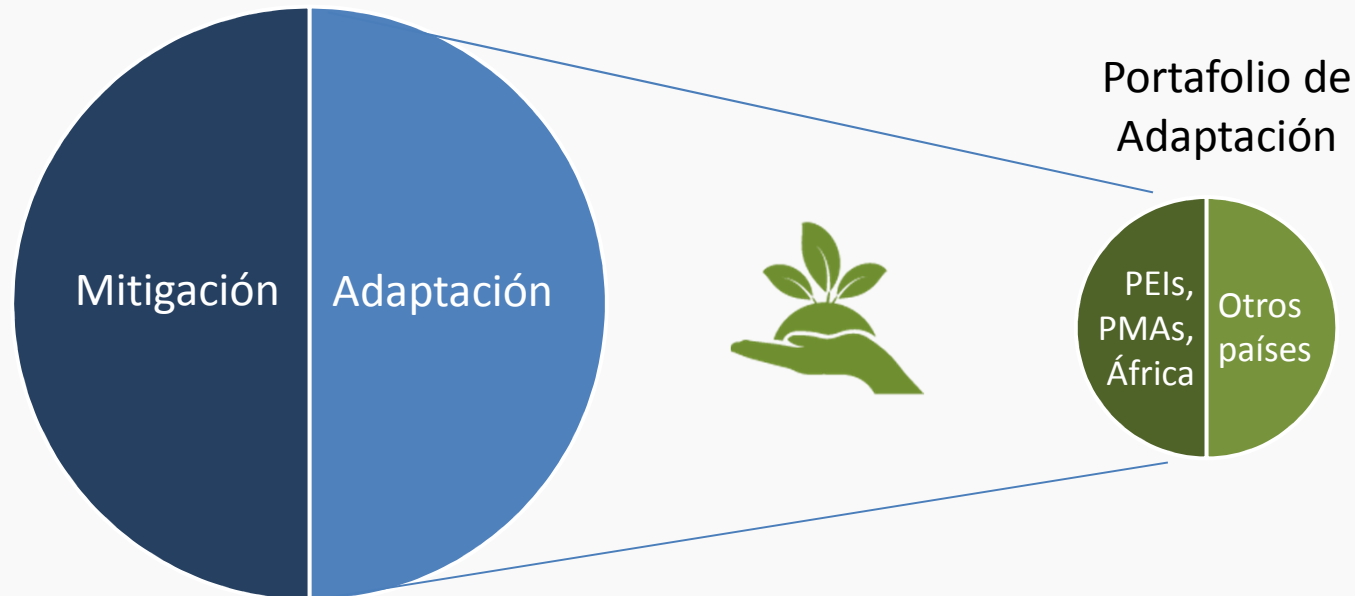 Mitigación
Adaptación
Portafolio de
Adaptación
PEIs,
PMAs,
África
Otros
países